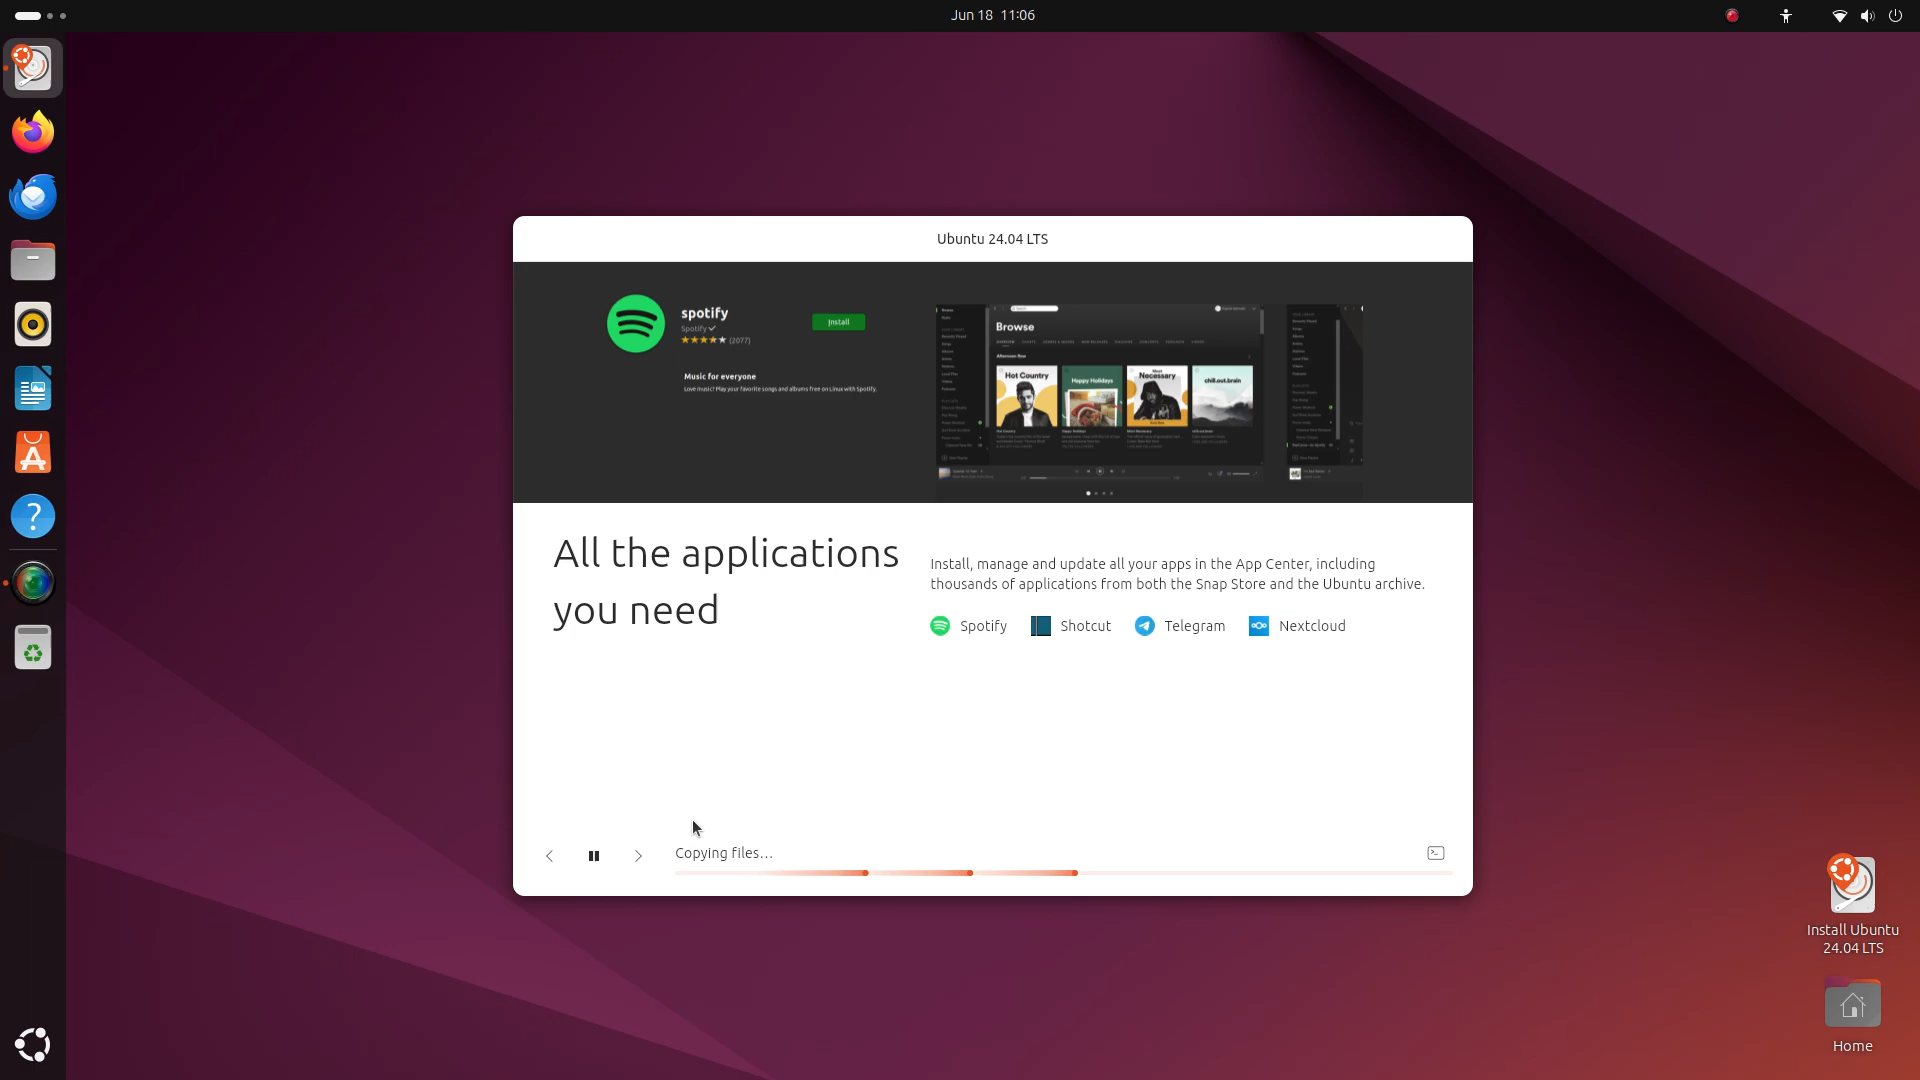 Jun 18 11:06
Ubuntu 24.04 LTS
spotify
Spotify
(2077)
Install
Music for everyone
Love music? Play your favorite songs and albums free on Linux with Spotify.
Browse
Hot Country
Happy Holidays
Most Necessary
chill.out.brain
All the applications
you need
Install, manage and update all your apps in the App Center, including
thousands of applications from both the Snap Store and the Ubuntu archive.
Spotify Shotcut Telegram Nextcloud
Copying files...
Install Ubuntu
24.04 LTS
Home